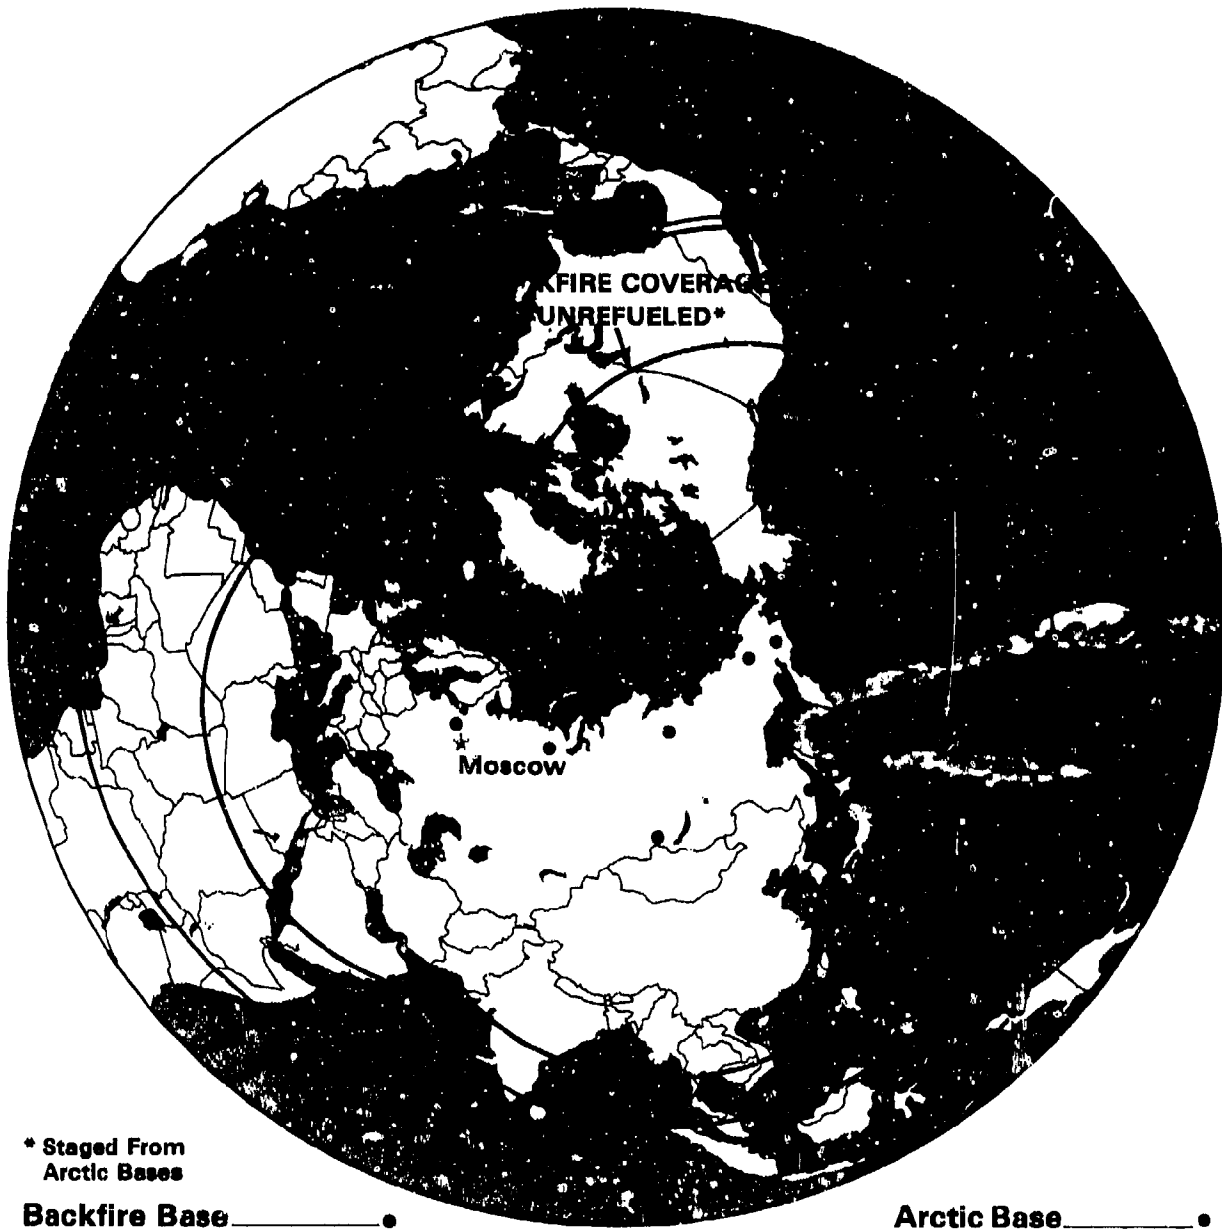 KFIRE COVERAGE
UNREFUELED*
Moscow
* Staged From
Arctic Bases
Backfire Base
Arctic Base